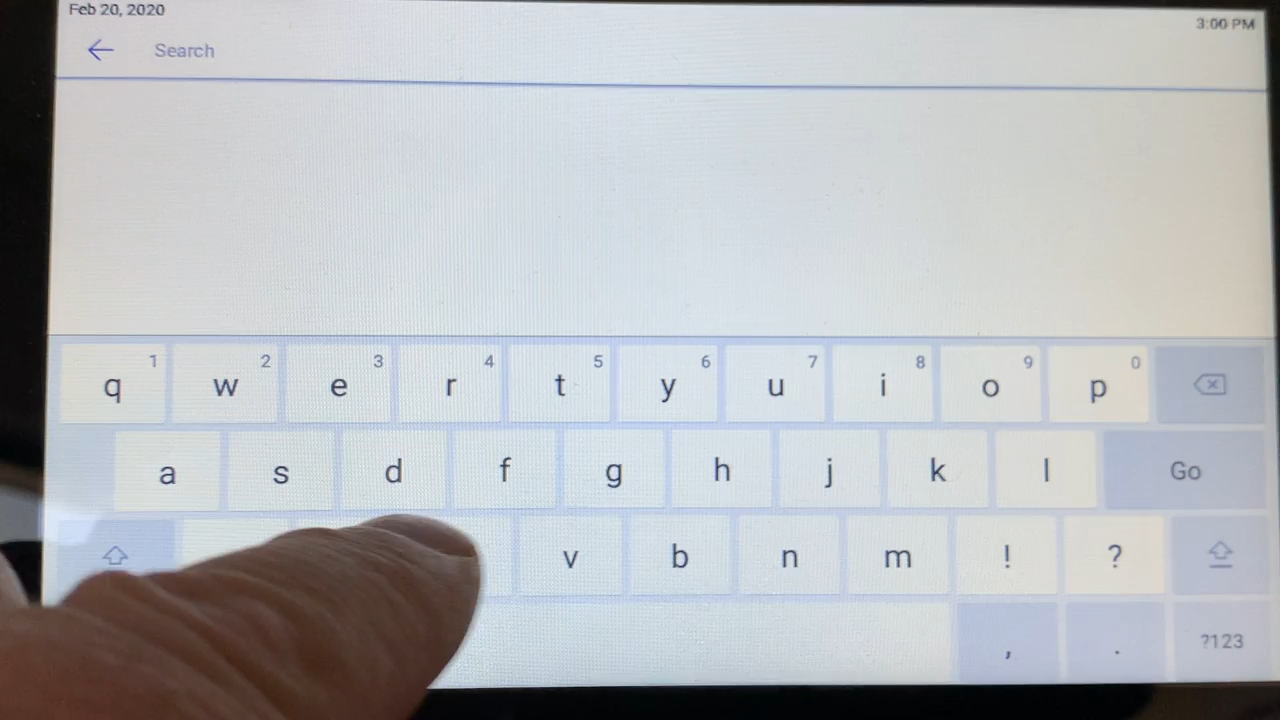 Feb 20, 2020
3:00 PM
Search
1 2 3 4 5 6 7 8 9 0
q w e r t y u i o p
a s d f g h j k l Go
v b n m ! ?
, . ?123